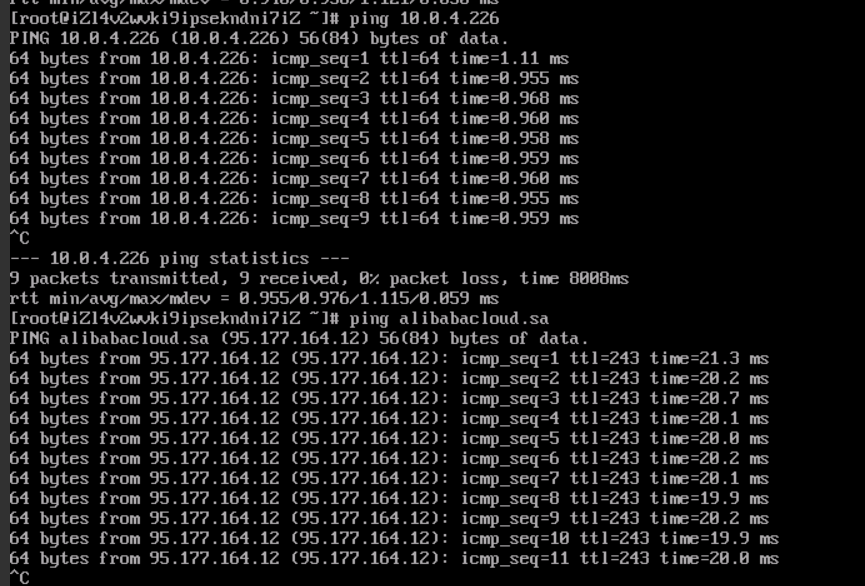 [root@iZl4v2wvki9ipsekndni7iZ ~]# ping 10.0.4.226
PING 10.0.4.226 (10.0.4.226) 56(84) bytes of data.
64 bytes from 10.0.4.226: icmp_seq=1 ttl=64 time=1.11 ms
64 bytes from 10.0.4.226: icmp_seq=2 ttl=64 time=0.955 ms
64 bytes from 10.0.4.226: icmp_seq=3 ttl=64 time=0.968 ms
64 bytes from 10.0.4.226: icmp_seq=4 ttl=64 time=0.960 ms
64 bytes from 10.0.4.226: icmp_seq=5 ttl=64 time=0.958 ms
64 bytes from 10.0.4.226: icmp_seq=6 ttl=64 time=0.959 ms
64 bytes from 10.0.4.226: icmp_seq=7 ttl=64 time=0.960 ms
64 bytes from 10.0.4.226: icmp_seq=8 ttl=64 time=0.955 ms
64 bytes from 10.0.4.226: icmp_seq=9 ttl=64 time=0.959 ms
^C
--- 10.0.4.226 ping statistics ---
9 packets transmitted, 9 received, 0% packet loss, time 8008ms
rtt min/avg/max/mdev = 0.955/0.976/1.115/0.059 ms
[root@iZl4v2wvki9ipsekndni7iZ ~]# ping alibabacloud.sa
PING alibabacloud.sa (95.177.164.12) 56(84) bytes of data.
64 bytes from 95.177.164.12 (95.177.164.12): icmp_seq=1 ttl=243 time=21.3 ms
64 bytes from 95.177.164.12 (95.177.164.12): icmp_seq=2 ttl=243 time=20.2 ms
64 bytes from 95.177.164.12 (95.177.164.12): icmp_seq=3 ttl=243 time=20.7 ms
64 bytes from 95.177.164.12 (95.177.164.12): icmp_seq=4 ttl=243 time=20.1 ms
64 bytes from 95.177.164.12 (95.177.164.12): icmp_seq=5 ttl=243 time=20.0 ms
64 bytes from 95.177.164.12 (95.177.164.12): icmp_seq=6 ttl=243 time=20.2 ms
64 bytes from 95.177.164.12 (95.177.164.12): icmp_seq=7 ttl=243 time=20.1 ms
64 bytes from 95.177.164.12 (95.177.164.12): icmp_seq=8 ttl=243 time=19.9 ms
64 bytes from 95.177.164.12 (95.177.164.12): icmp_seq=9 ttl=243 time=20.2 ms
64 bytes from 95.177.164.12 (95.177.164.12): icmp_seq=10 ttl=243 time=19.9 ms
64 bytes from 95.177.164.12 (95.177.164.12): icmp_seq=11 ttl=243 time=20.0 ms
^C